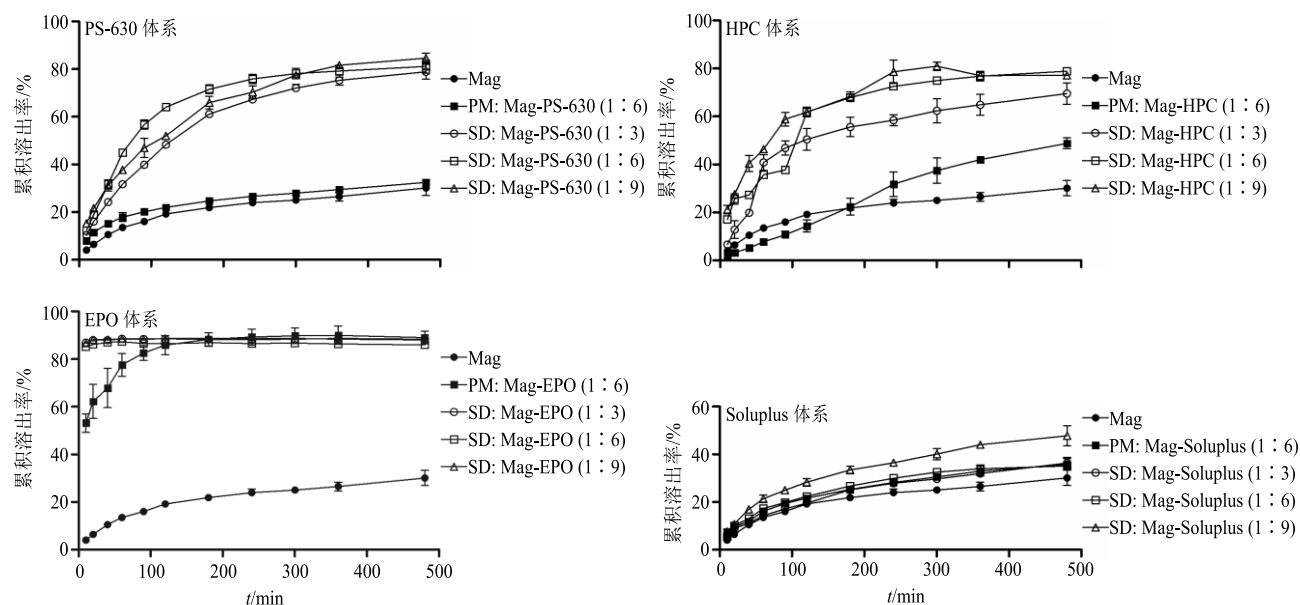 PS-630 体系
累积溶出率/%
100
80
60
40
20
0
Mag
PM: Mag-PS-630 (1∶6)
SD: Mag-PS-630 (1∶3)
SD: Mag-PS-630 (1∶6)
SD: Mag-PS-630 (1∶9)
0 100 200 300 400 500
HPC 体系
累积溶出率/%
100
80
60
40
20
0
Mag
PM: Mag-HPC (1∶6)
SD: Mag-HPC (1∶3)
SD: Mag-HPC (1∶6)
SD: Mag-HPC (1∶9)
0 100 200 300 400 500
EPO 体系
累积溶出率/%
100
80
60
40
20
0
Mag
PM: Mag-EPO (1∶6)
SD: Mag-EPO (1∶3)
SD: Mag-EPO (1∶6)
SD: Mag-EPO (1∶9)
0 100 200 300 400 500
t/min
Soluplus 体系
累积溶出率/%
60
40
20
0
Mag
PM: Mag-Soluplus (1∶6)
SD: Mag-Soluplus (1∶3)
SD: Mag-Soluplus (1∶6)
SD: Mag-Soluplus (1∶9)
0 100 200 300 400 500
t/min